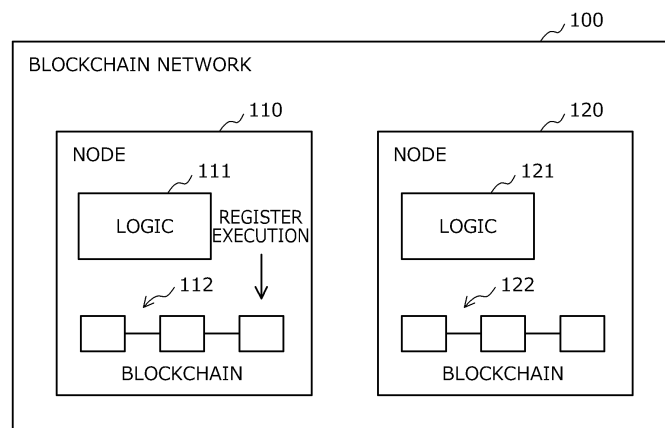 100
BLOCKCHAIN NETWORK
110
120
NODE
NODE
111
121
LOGIC
REGISTER
EXECUTION
LOGIC
112
122
BLOCKCHAIN
BLOCKCHAIN